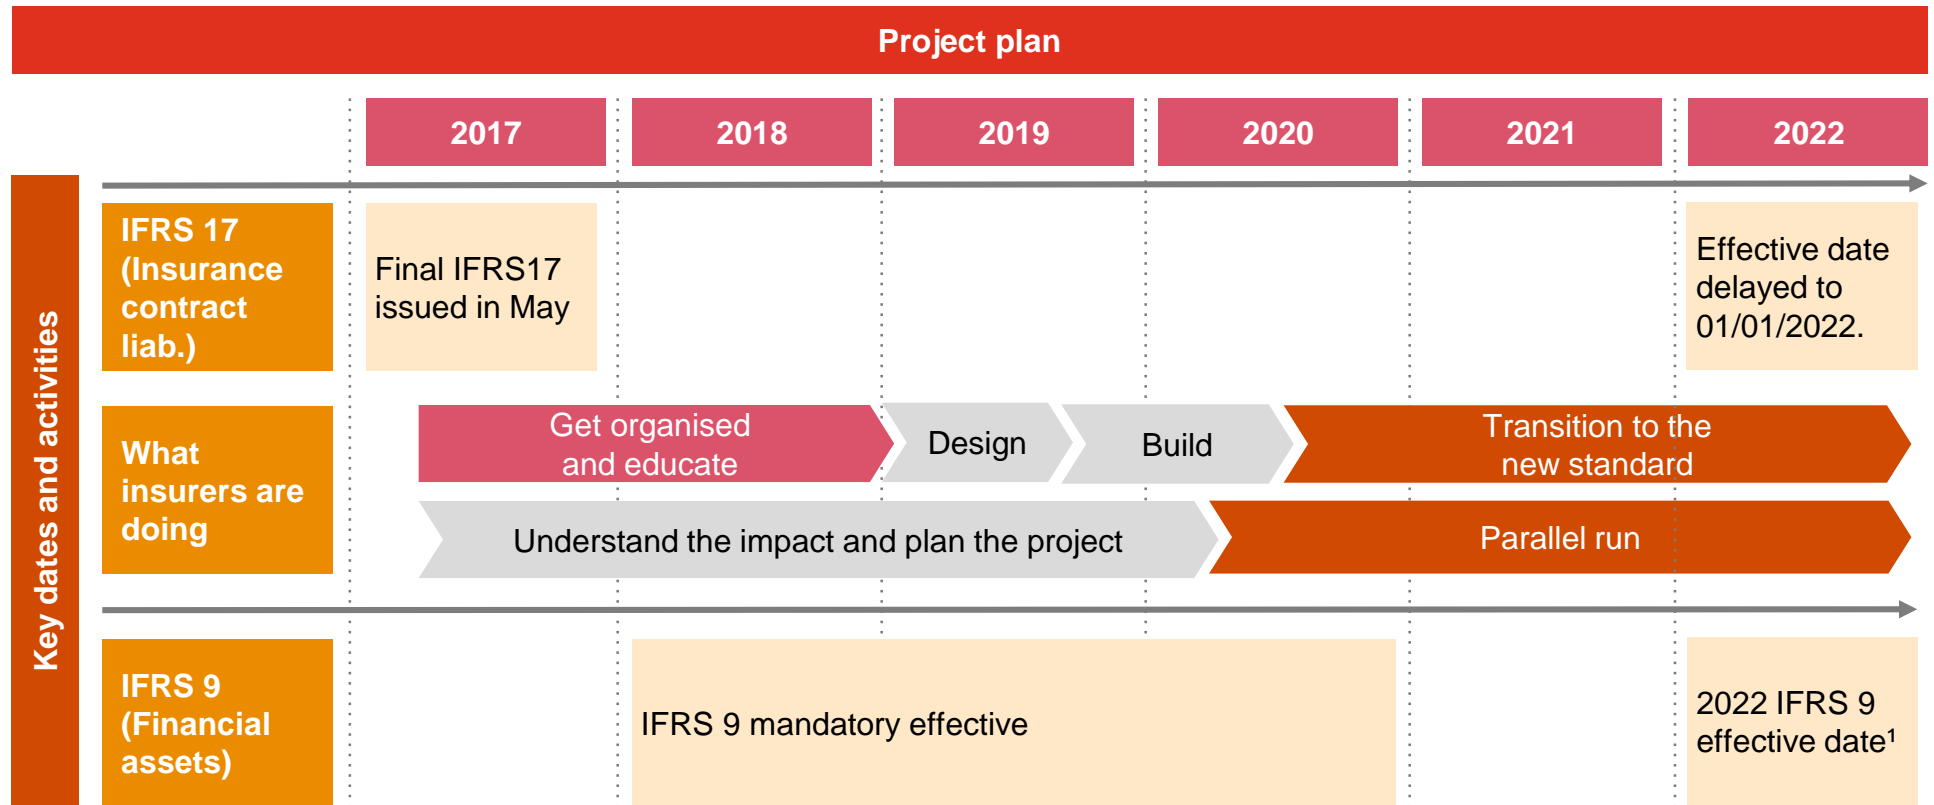 Project plan
2017
2018
2019
2020
2021
2022
Key dates and activities
IFRS 17
(Insurance
contract
liab.)
Final IFRS17
issued in May
Effective date
delayed to
01/01/2022.
What
insurers are
doing
Get organised
and educate
Design
Build
Transition to the
new standard
Understand the impact and plan the project
Parallel run
IFRS 9
(Financial
assets)
IFRS 9 mandatory effective
2022 IFRS 9
effective date¹